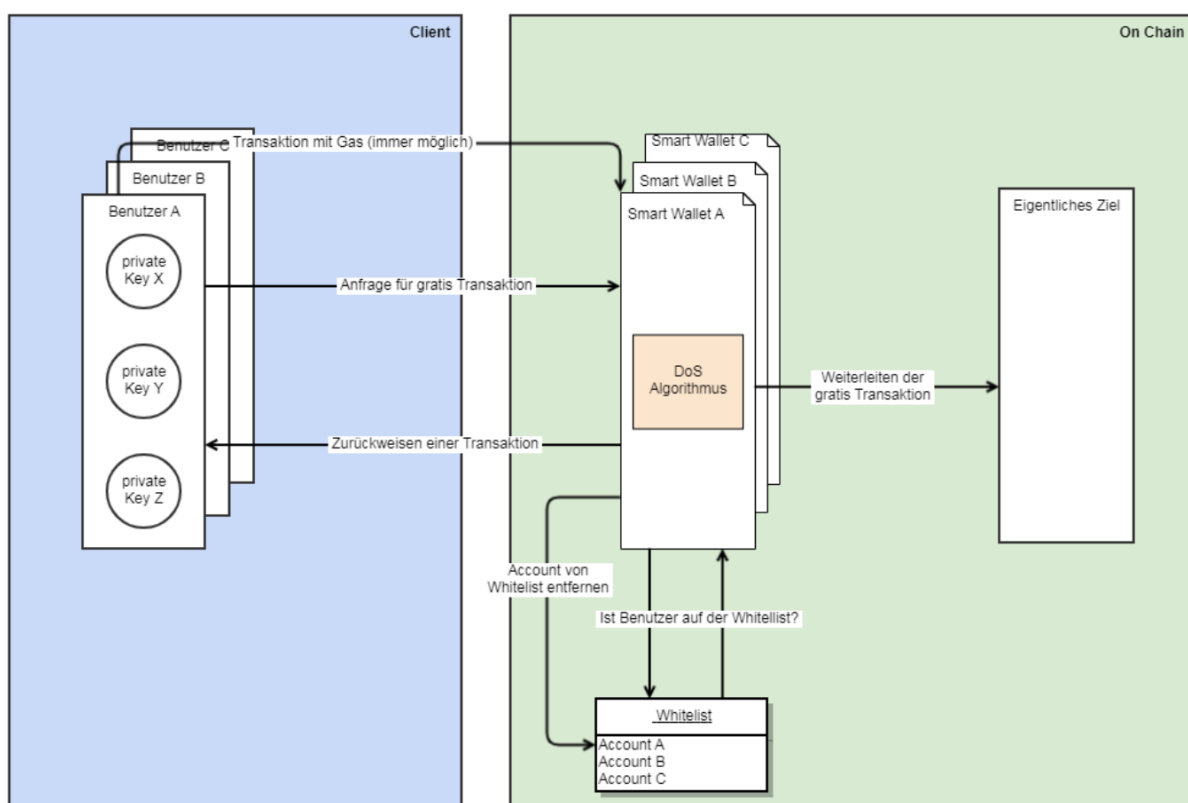 Client
On Chain
Benutzer C
Transaktion mit Gas (immer möglich)
Smart Wallet C
Benutzer B
Smart Wallet B
Benutzer A
Smart Wallet A
Eigentliches Ziel
private
Key X
Anfrage für gratis Transaktion
private
Key Y
DoS
Algorithmus
Weiterleiten der
gratis Transaktion
Zurückweisen einer Transaktion
private
Key Z
Account von
Whitelist entfernen
Ist Benutzer auf der Whitellist?
Whitelist
Account A
Account B
Account C